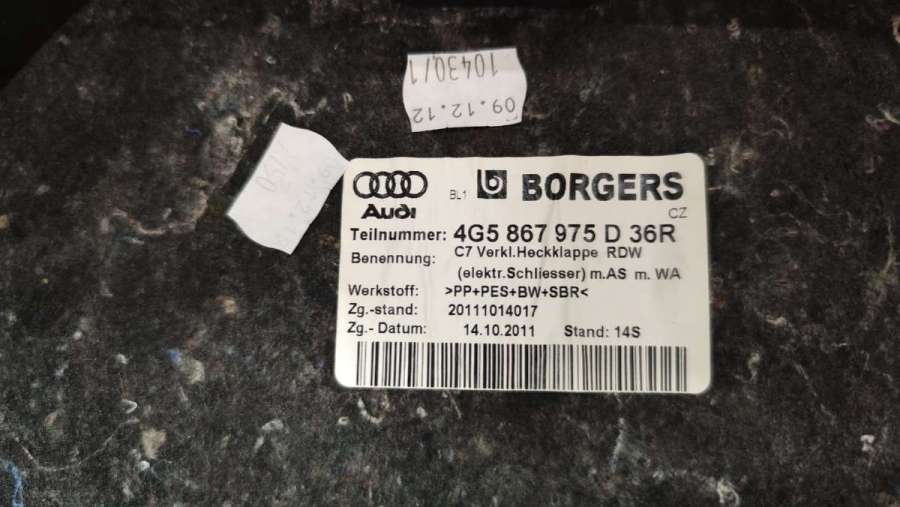 10430/1
09.12.12
Audi
BL1 BORGERS
CZ
Teilnummer: 4G5 867 975 D 36R
Benennung: C7 Verkl.Heckklappe RDW
(elektr.Schliesser) m.AS m. WA
Werkstoff: >PP+PES+BW+SBR<
Zg.-stand: 20111014017
Zg.- Datum: 14.10.2011 Stand: 14S